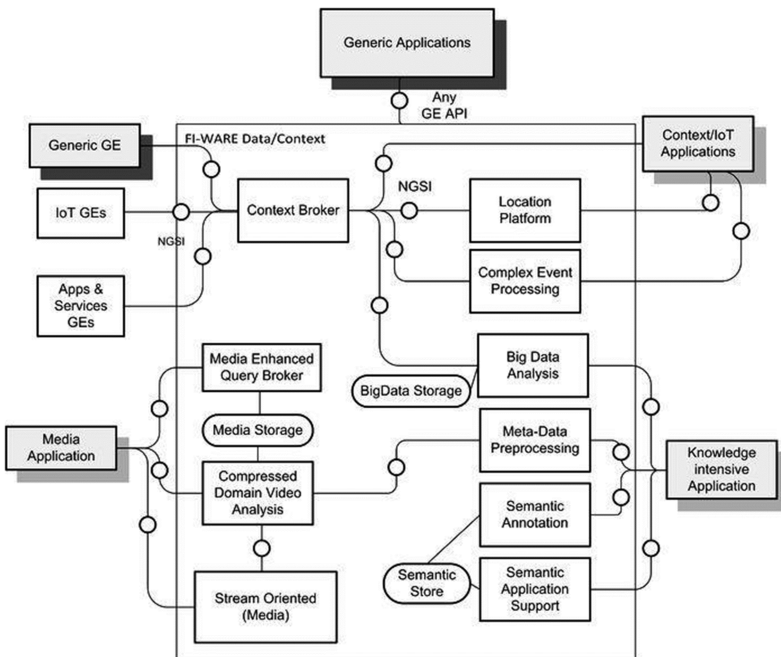 Generic Applications
Any
GE API
Generic GE
FI-WARE Data/Context
Context/IoT
Applications
IoT GEs
NGSI
Context Broker
NGSI
Location
Platform
Apps &
Services
GEs
Complex Event
Processing
Media Enhanced
Query Broker
BigData Storage
Big Data
Analysis
Media
Application
Media Storage
Meta-Data
Preprocessing
Knowledge
intensive
Application
Compressed
Domain Video
Analysis
Semantic
Annotation
Stream Oriented
(Media)
Semantic
Store
Semantic
Application
Support